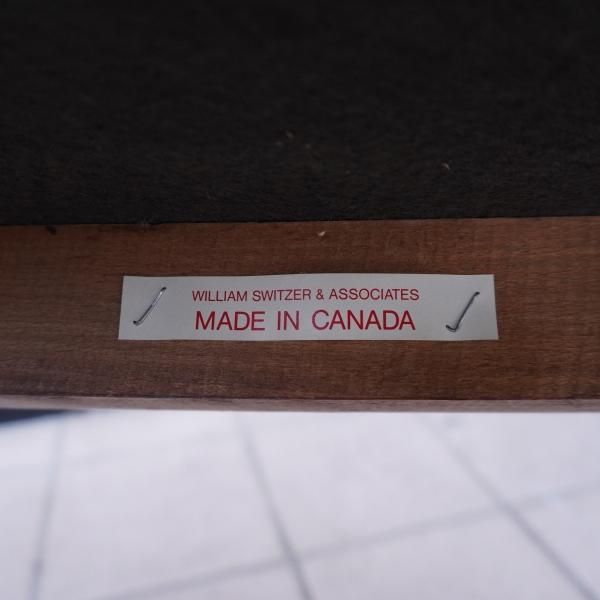 WILLIAM SWITZER & ASSOCIATES
MADE IN CANADA